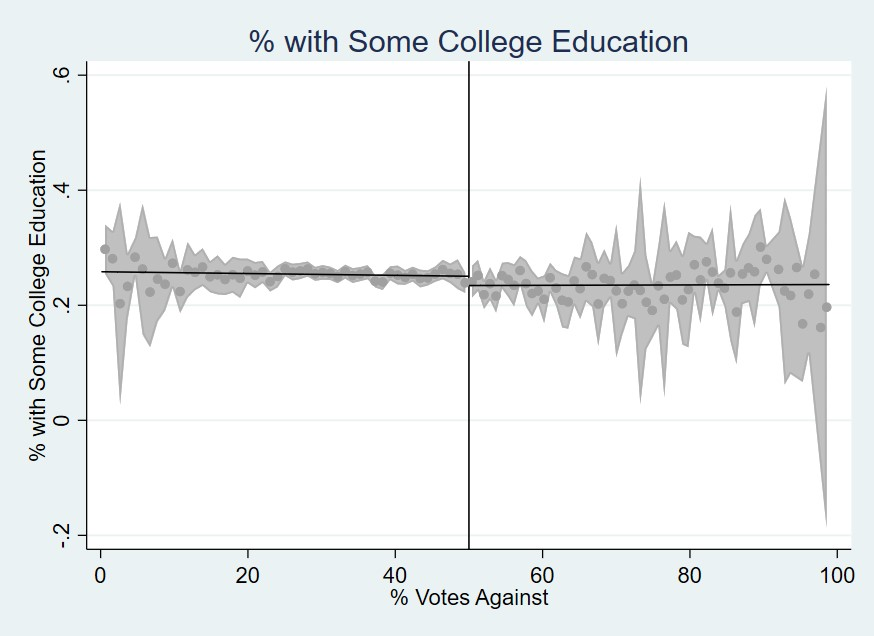 % with Some College Education
% with Some College Education
.6
.4
.2
0
-.2
0 20 40 60 80 100
% Votes Against